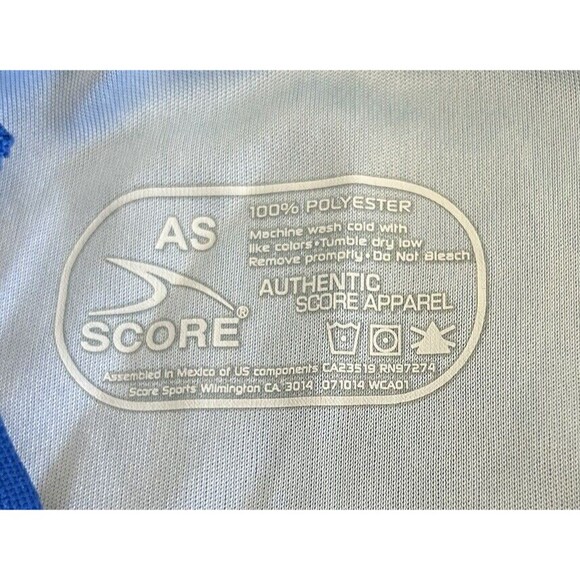 AS
SCORE®
100% POLYESTER
Machine wash cold with
like colors • Tumble dry low
Remove promptly • Do Not Bleach
AUTHENTIC
SCORE APPAREL
Assembled in Mexico of US components CA23519 RN97274
Score Sports Wilmington CA. 3014 071014 WCA01